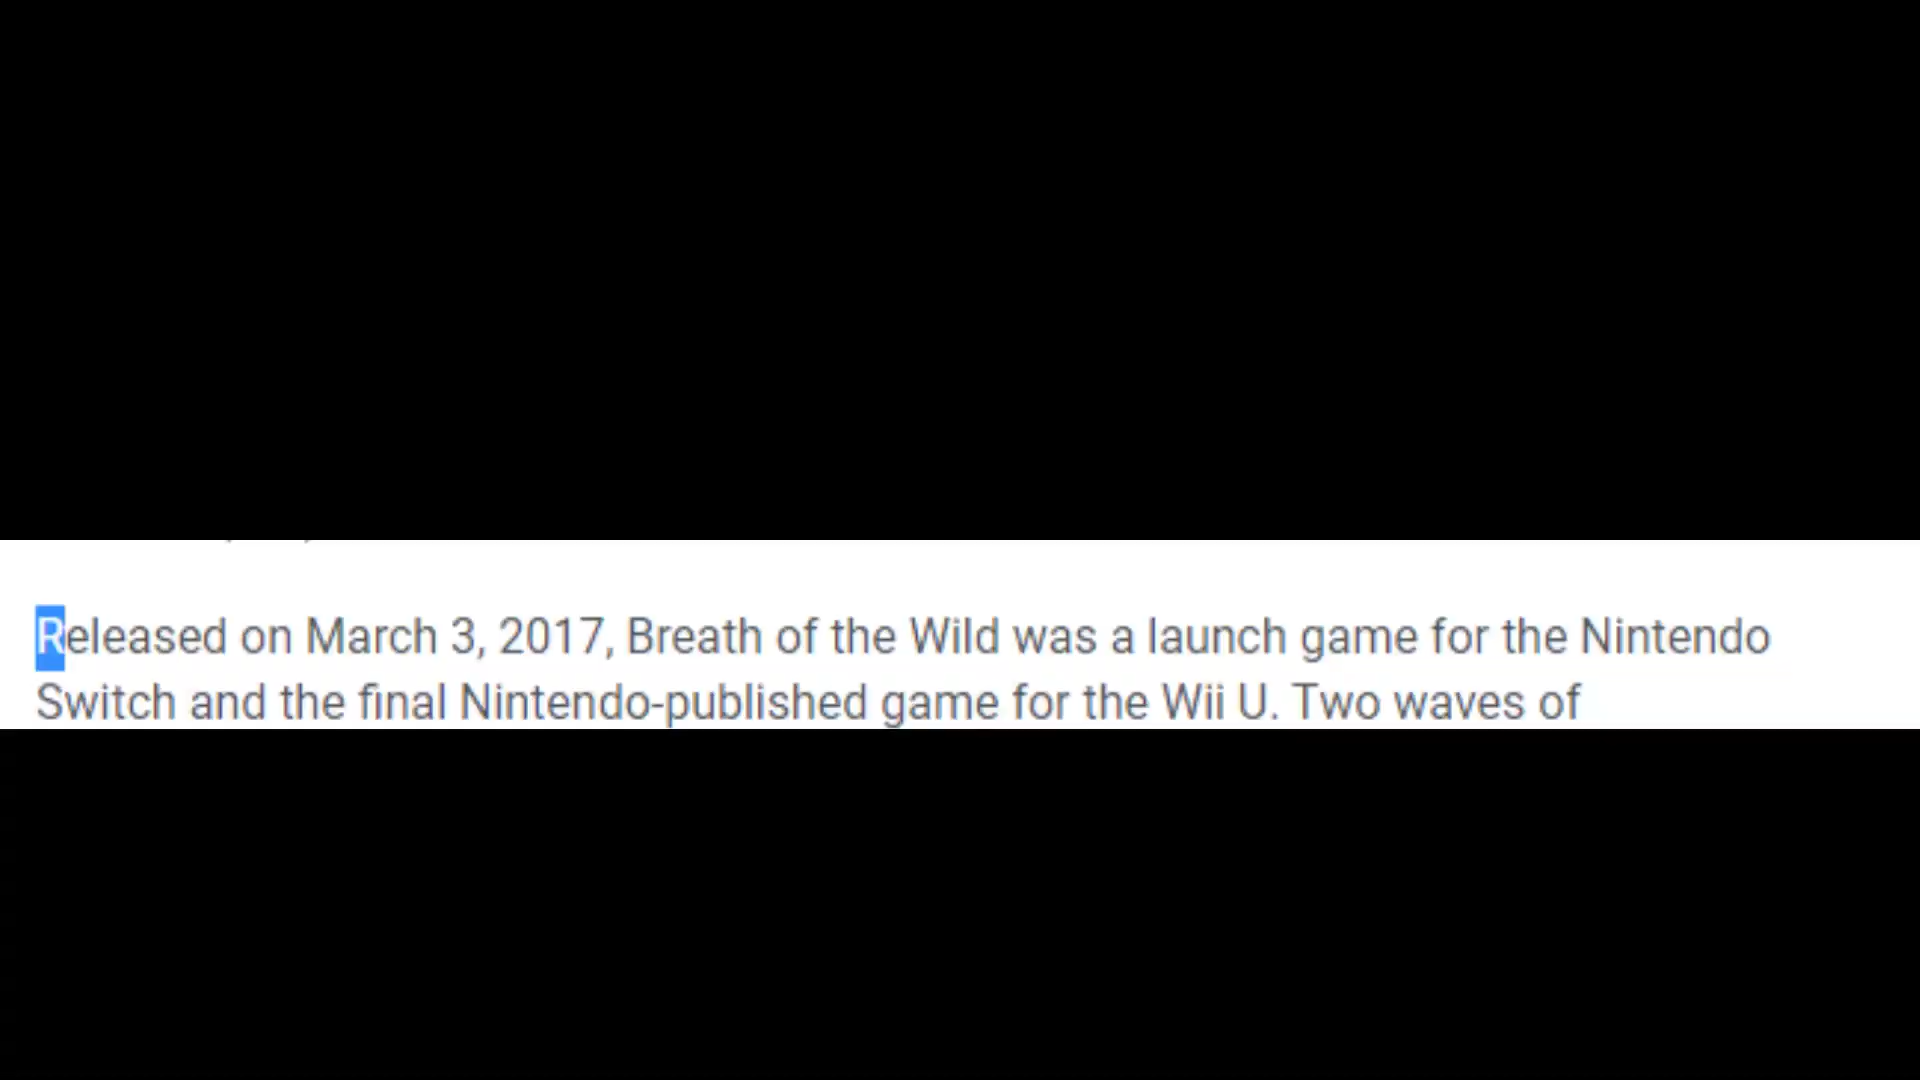 Released on March 3, 2017, Breath of the Wild was a launch game for the Nintendo
Switch and the final Nintendo-published game for the Wii U. Two waves of